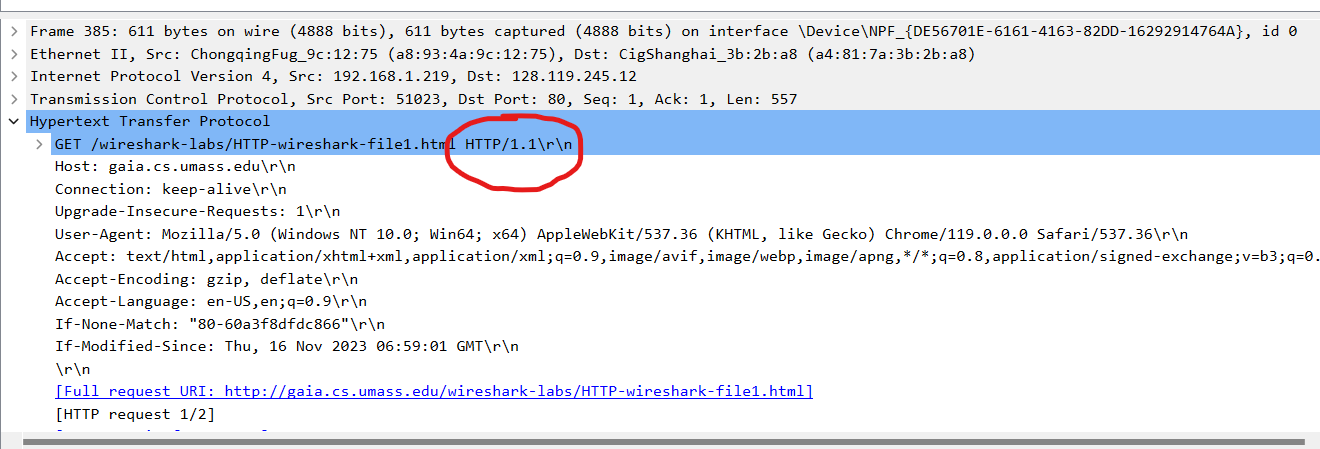 Frame 385: 611 bytes on wire (4888 bits), 611 bytes captured (4888 bits) on interface \Device\NPF_{DE56701E-6161-4163-82DD-16292914764A}, id 0
Ethernet II, Src: ChongqingFug_9c:12:75 (a8:93:4a:9c:12:75), Dst: CigShanghai_3b:2b:a8 (a4:81:7a:3b:2b:a8)
Internet Protocol Version 4, Src: 192.168.1.219, Dst: 128.119.245.12
Transmission Control Protocol, Src Port: 51023, Dst Port: 80, Seq: 1, Ack: 1, Len: 557
Hypertext Transfer Protocol
GET /wireshark-labs/HTTP-wireshark-file1.html HTTP/1.1\r\n
Host: gaia.cs.umass.edu\r\n
Connection: keep-alive\r\n
Upgrade-Insecure-Requests: 1\r\n
User-Agent: Mozilla/5.0 (Windows NT 10.0; Win64; x64) AppleWebKit/537.36 (KHTML, like Gecko) Chrome/119.0.0.0 Safari/537.36\r\n
Accept: text/html,application/xhtml+xml,application/xml;q=0.9,image/avif,image/webp,image/apng,*/*;q=0.8,application/signed-exchange;v=b3;q=0.
Accept-Encoding: gzip, deflate\r\n
Accept-Language: en-US,en;q=0.9\r\n
If-None-Match: "80-60a3f8dfdc866"\r\n
If-Modified-Since: Thu, 16 Nov 2023 06:59:01 GMT\r\n
\r\n
[Full request URI: http://gaia.cs.umass.edu/wireshark-labs/HTTP-wireshark-file1.html]
[HTTP request 1/2]